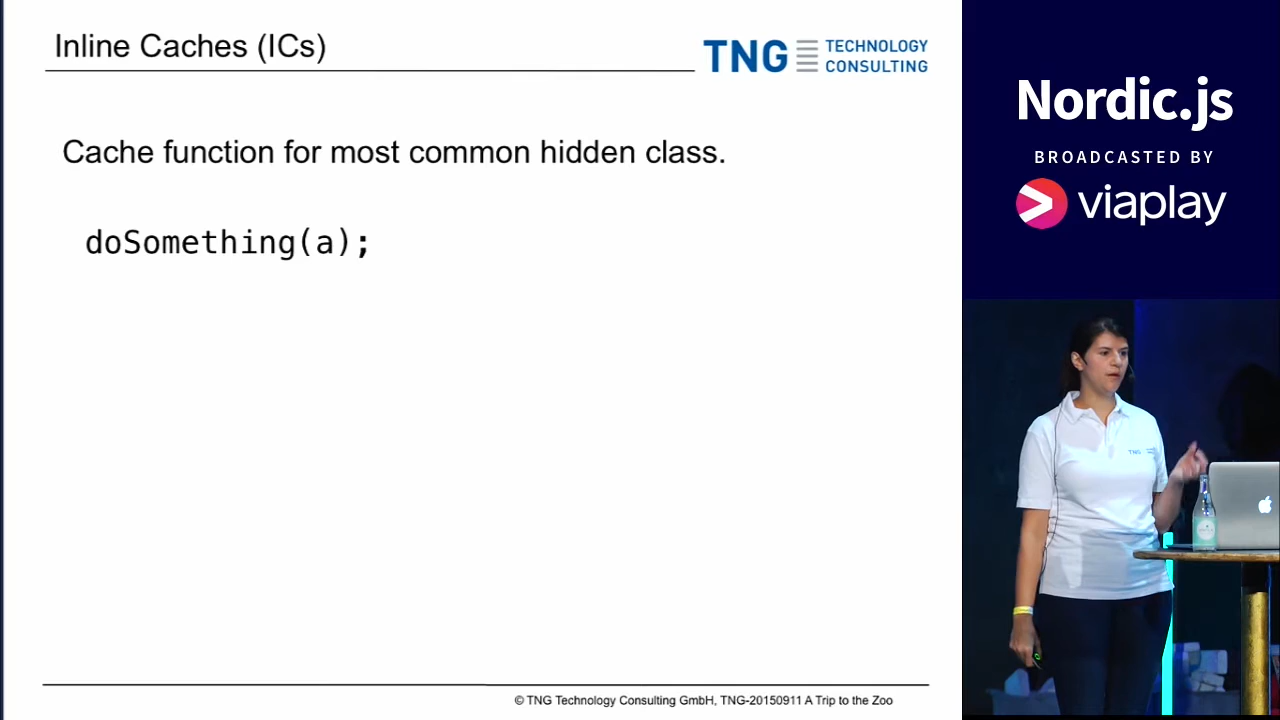 Inline Caches (ICs)
TNG TECHNOLOGY
CONSULTING
Cache function for most common hidden class.
doSomething(a);
© TNG Technology Consulting GmbH, TNG-20150911 A Trip to the Zoo
Nordic.js
BROADCASTED BY
viaplay
TNG